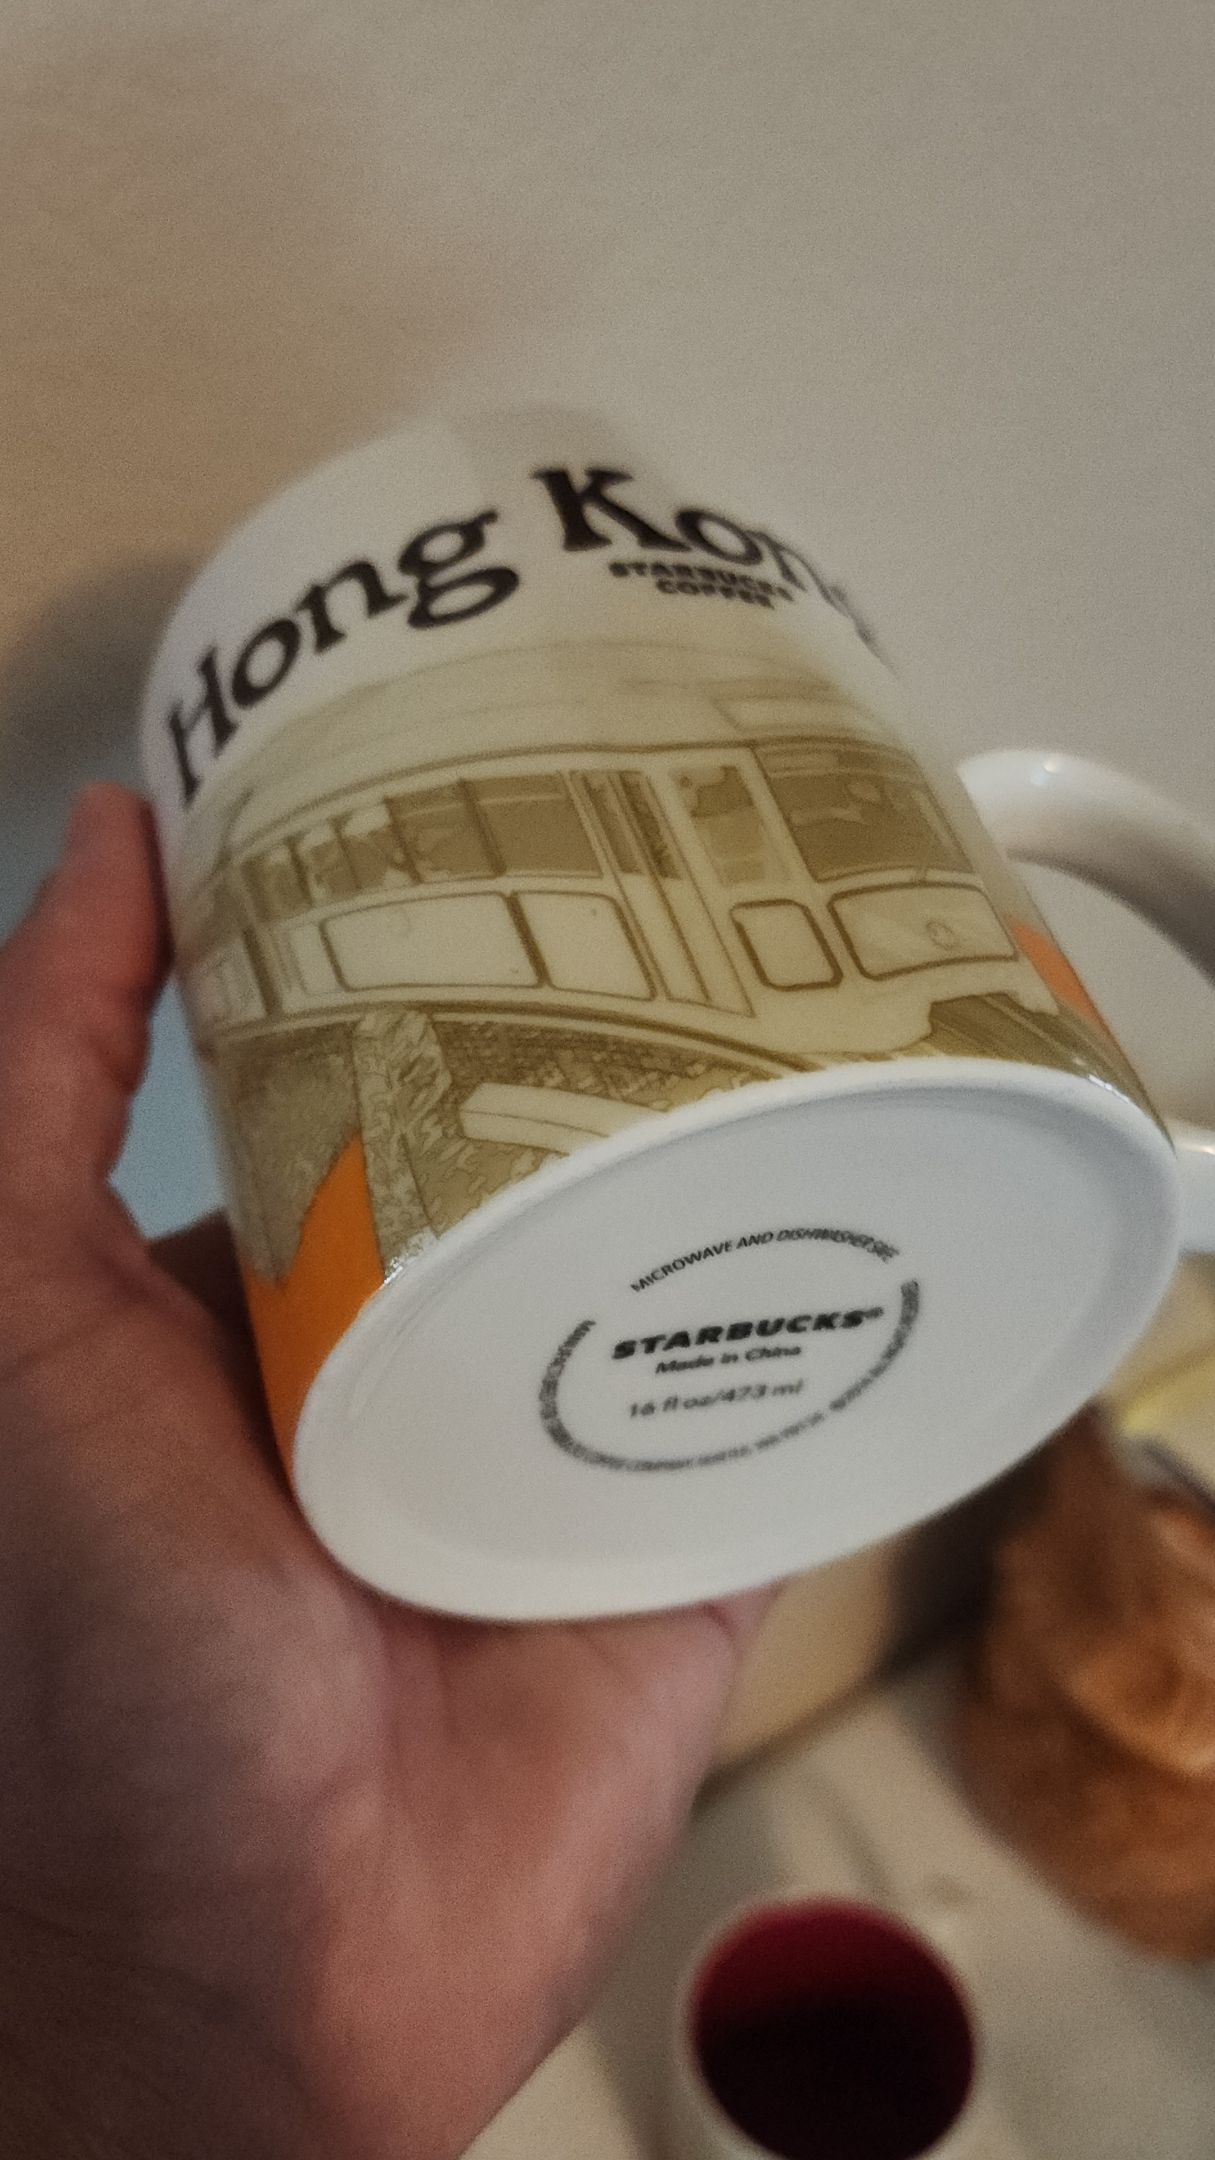 Hong Kong
STARBUCKS
COFFEE
MICROWAVE AND DISHWASHER SAFE
STARBUCKS®
Made in China
16 fl oz/473 ml